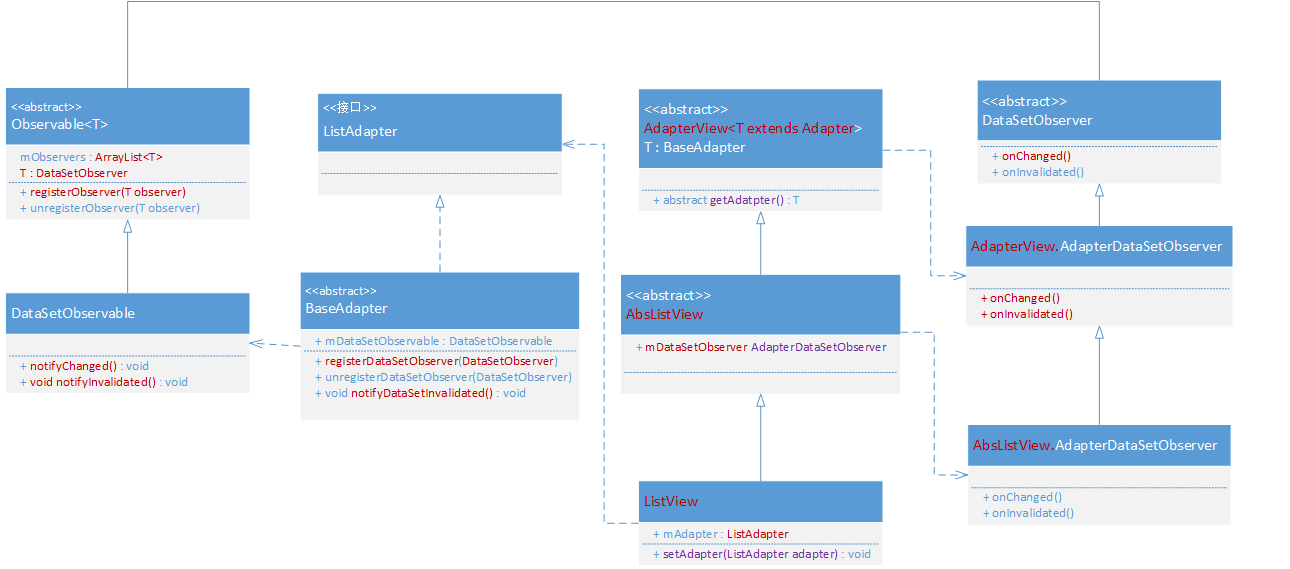 <<abstract>>
Observable<T>
mObservers : ArrayList<T>
T : DataSetObserver
+ registerObserver(T observer)
+ unregisterObserver(T observer)
DataSetObservable
+ notifyChanged() : void
+ void notifyInvalidated() : void
<<接口>>
ListAdapter
<<abstract>>
BaseAdapter
+ mDataSetObservable : DataSetObservable
+ registerDataSetObserver(DataSetObserver)
+ unregisterDataSetObserver(DataSetObserver)
+ void notifyDataSetInvalidated() : void
<<abstract>>
AdapterView<T extends Adapter>
T : BaseAdapter
+ abstract getAdatpter() : T
<<abstract>>
AbsListView
+ mDataSetObserver AdapterDataSetObserver
ListView
+ mAdapter : ListAdapter
+ setAdapter(ListAdapter adapter) : void
<<abstract>>
DataSetObserver
+ onChanged()
+ onInvalidated()
AdapterView.AdapterDataSetObserver
+ onChanged()
+ onInvalidated()
AbsListView.AdapterDataSetObserver
+ onChanged()
+ onInvalidated()